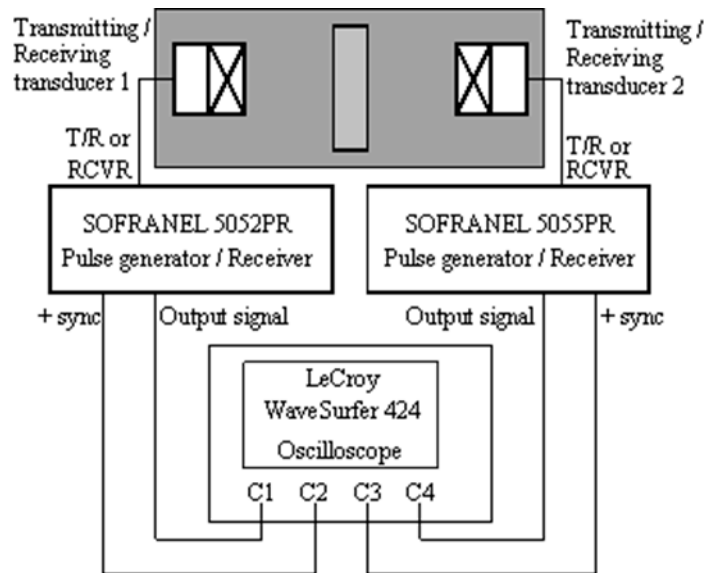 Transmitting /
Receiving
transducer 1
Transmitting /
Receiving
transducer 2
T/R or
RCVR
T/R or
RCVR
SOFRANEL 5052PR
Pulse generator / Receiver
SOFRANEL 5055PR
Pulse generator / Receiver
+ sync
Output signal
Output signal
+ sync
LeCroy
WaveSurfer 424
Oscilloscope
C1
C2
C3
C4